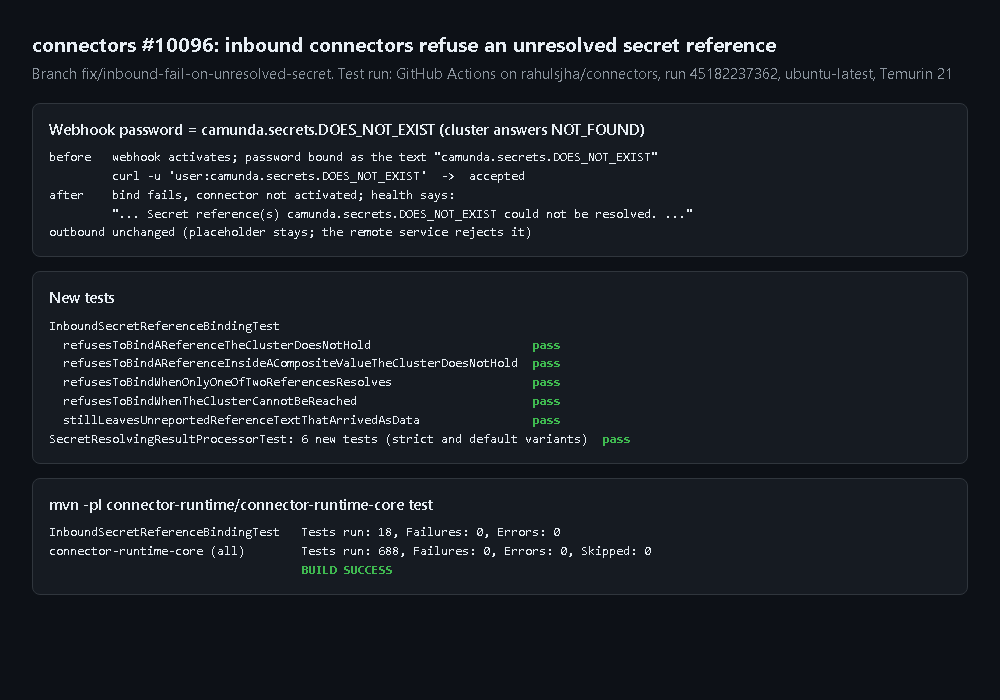 connectors #10096: inbound connectors refuse an unresolved secret reference
Branch fix/inbound-fail-on-unresolved-secret. Test run: GitHub Actions on rahulsjha/connectors, run 45182237362, ubuntu-latest, Temurin 21
Webhook password = camunda.secrets.DOES_NOT_EXIST (cluster answers NOT_FOUND)
before webhook activates; password bound as the text "camunda.secrets.DOES_NOT_EXIST"
curl -u 'user:camunda.secrets.DOES_NOT_EXIST' -> accepted
after bind fails, connector not activated; health says:
"... Secret reference(s) camunda.secrets.DOES_NOT_EXIST could not be resolved. ..."
outbound unchanged (placeholder stays; the remote service rejects it)
New tests
InboundSecretReferenceBindingTest
refusesToBindAReferenceTheClusterDoesNotHold pass
refusesToBindAReferenceInsideACompositeValueTheClusterDoesNotHold pass
refusesToBindWhenOnlyOneOfTwoReferencesResolves pass
refusesToBindWhenTheClusterCannotBeReached pass
stillLeavesUnreportedReferenceTextThatArrivedAsData pass
SecretResolvingResultProcessorTest: 6 new tests (strict and default variants) pass
mvn -pl connector-runtime/connector-runtime-core test
InboundSecretReferenceBindingTest Tests run: 18, Failures: 0, Errors: 0
connector-runtime-core (all) Tests run: 688, Failures: 0, Errors: 0, Skipped: 0
BUILD SUCCESS